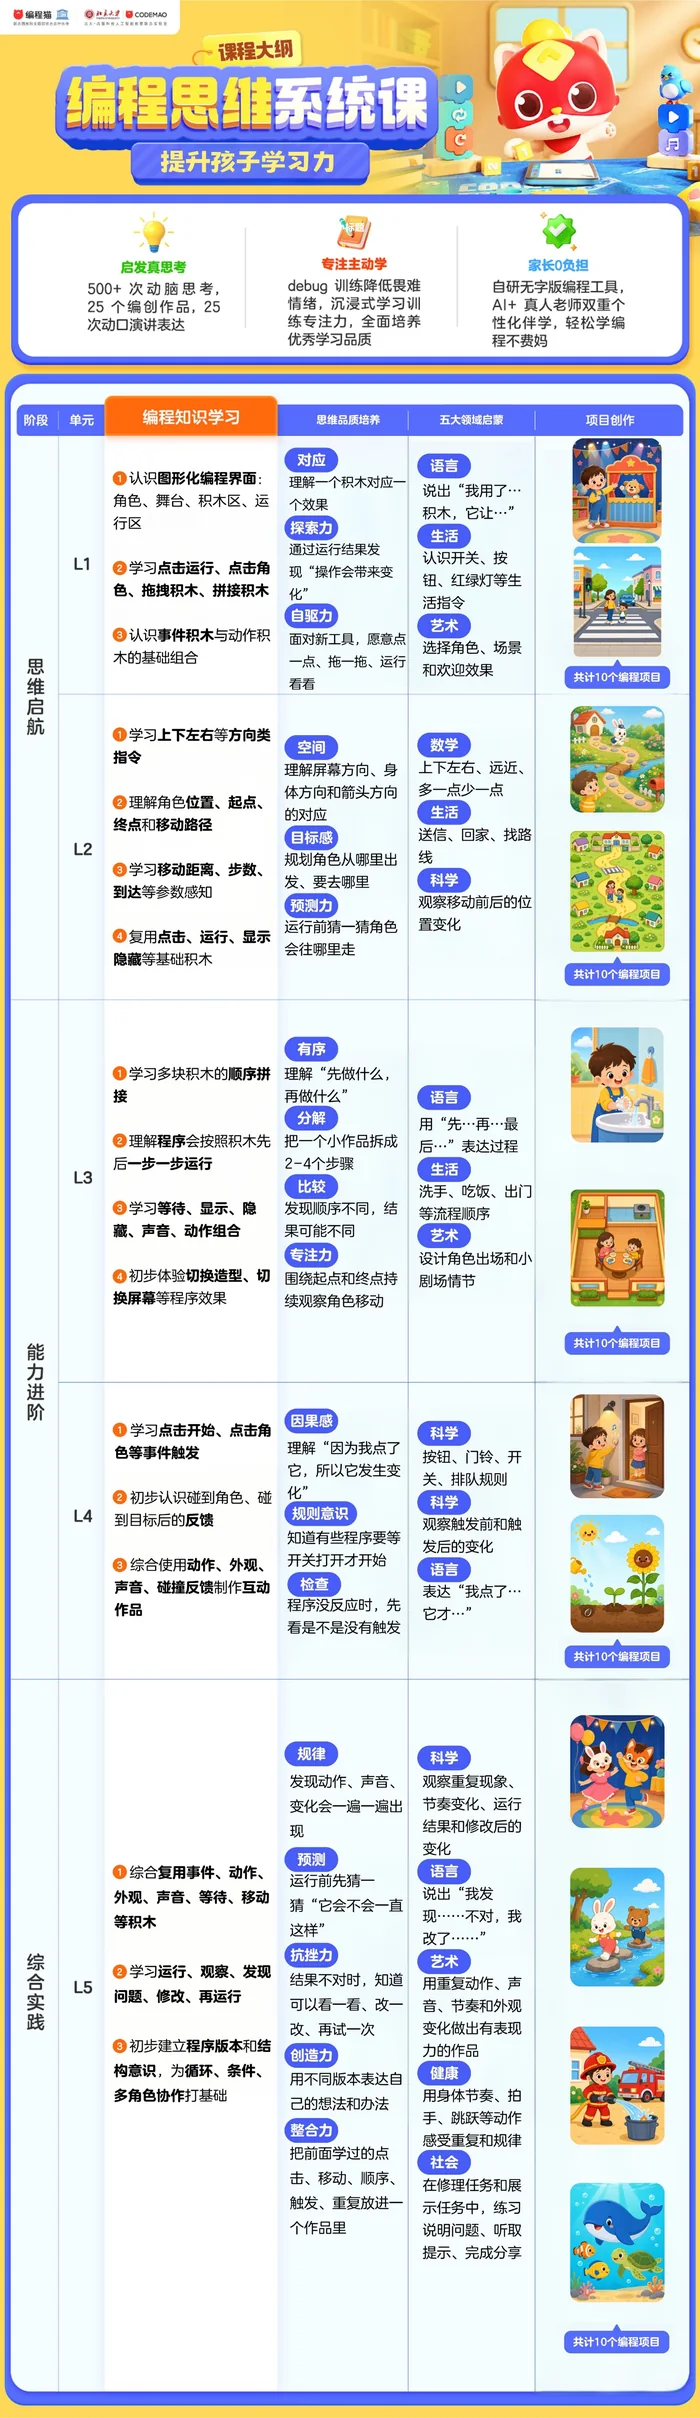 编程猫
北京大学
CODEMAO
课程大纲
编程思维系统课
提升孩子学习力
启发真思考
500+ 次动脑思考,
25 个编创作品, 25
次动口演讲表达
标题
专注主动学
debug 训练降低畏难
情绪, 沉浸式学习训
练专注力, 全面培养
优秀学习品质
家长0负担
自研无字版编程工具,
AI+ 真人老师双重个
性化伴学, 轻松学编
程不费妈
阶段
单元
编程知识学习
思维品质培养
五大领域启蒙
项目创作
思维启航
L1
1 认识图形化编程界面:
角色、舞台、积木区、运
行区
2 学习点击运行、点击角
色、拖拽积木、拼接积木
3 认识事件积木与动作积
木的基础组合
对应
理解一个积木对应一
个效果
探索力
通过运行结果发
现“操作会带来变
化”
自驱力
面对新工具, 愿意点
一点、拖一拖、运行
看看
语言
说出“我用了…
积木, 它让…”
生活
认识开关、按
钮、红绿灯等生
活指令
艺术
选择角色、场景
和欢迎效果
共计10个编程项目
L2
1 学习上下左右等方向类
指令
2 理解角色位置、起点、
终点和移动路径
3 学习移动距离、步数、
到达等参数感知
4 复用点击、运行、显示
隐藏等基础积木
空间
理解屏幕方向、身
体方向和箭头方向
的对应
目标感
规划角色从哪里出
发、要去哪里
预测力
运行前猜一猜角色
会往哪里走
数学
上下左右、远近、
多一点少一点
生活
送信、回家、找路
线
科学
观察移动前后的位
置变化
共计10个编程项目
能力进阶
L3
1 学习多块积木的顺序拼
接
2 理解程序会按照积木先
后一步一步运行
3 学习等待、显示、隐
藏、声音、动作组合
4 初步体验切换造型、切
换屏幕等程序效果
有序
理解“先做什么,
再做什么”
分解
把一个小作品拆成
2-4个步骤
比较
发现顺序不同, 结
果可能不同
专注力
围绕起点和终点持
续观察角色移动
语言
用“先…再…最
后…”表达过程
生活
洗手、吃饭、出门
等流程顺序
艺术
设计角色出场和小
剧场情节
共计10个编程项目
L4
1 学习点击开始、点击角
色等事件触发
2 初步认识碰到角色、碰
到目标后的反馈
3 综合使用动作、外观、
声音、碰撞反馈制作互动
作品
因果感
理解“因为我点了
它, 所以它发生变
化”
规则意识
知道有些程序要等
开关打开才开始
检查
程序没反应时, 先
看是不是没有触发
科学
按钮、门铃、开
关、排队规则
科学
观察触发前和触
发后的变化
语言
表达“我点了…
它才…”
共计10个编程项目
综合实践
L5
1 综合复用事件、动作、
外观、声音、等待、移动
等积木
2 学习运行、观察、发现
问题、修改、再运行
3 初步建立程序版本和结
构意识, 为循环、条件、
多角色协作打基础
规律
发现动作、声音、
变化会一遍一遍出
现
预测
运行前先猜一
猜“它会不会一直
这样”
抗挫力
结果不对时, 知道
可以看一看、改一
改、再试一次
创造力
用不同版本表达自
己的想法和办法
整合力
把前面学过的点
击、移动、顺序、
触发、重复放进一
个作品里
科学
观察重复现象、
节奏变化、运行
结果和修改后的
变化
语言
说出“我发
现……不对, 我
改了……”
艺术
用重复动作、声
音、节奏和外观
变化做出有表现
力的作品
健康
用身体节奏、拍
手、跳跃等动作
感受重复和规律
社会
在修理任务和展
示任务中, 练习
说明问题、听取
提示、完成分享
共计10个编程项目